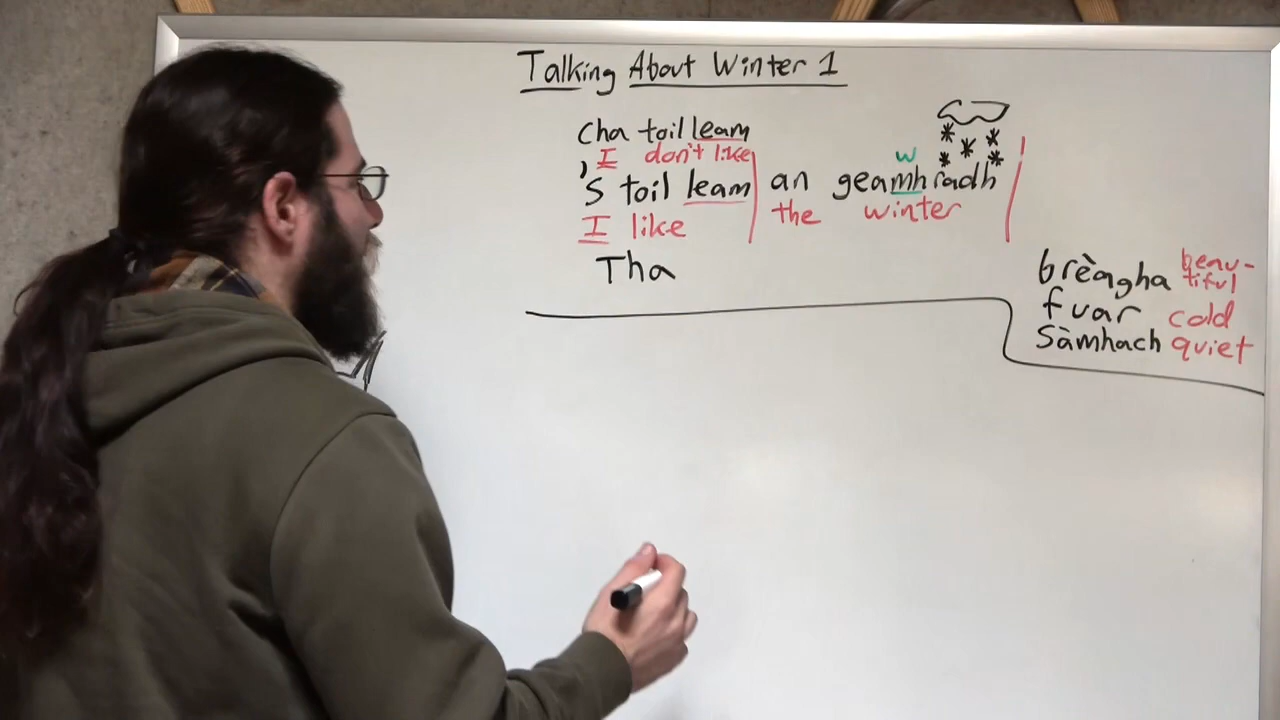 Talking About Winter 1
Cha toil leam
I don't like
'S toil leam an geamhradh
w
I like the winter
Tha
brèagha beau-
tiful
fuar cold
Sàmhach quiet